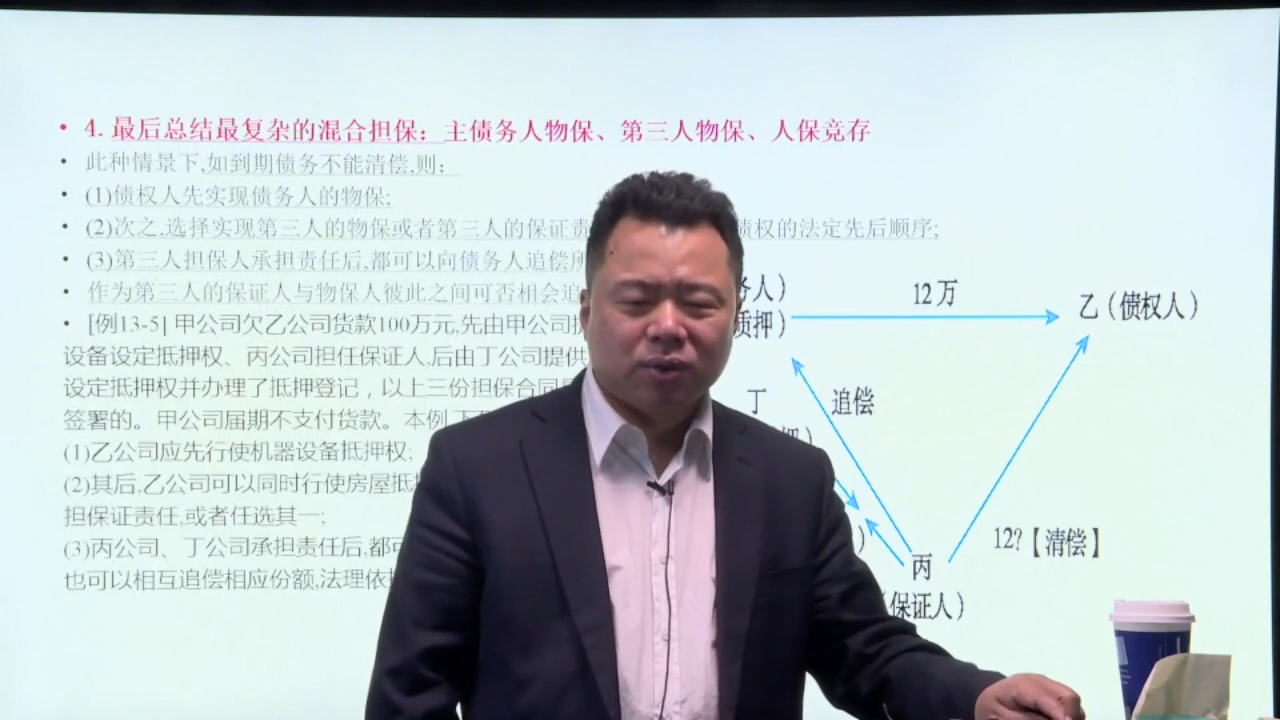 4. 最后总结最复杂的混合担保：主债务人物保、第三人物保、人保竞存
此种情景下,如到期债务不能清偿,则：
(1)债权人先实现债务人的物保;
(2)次之,选择实现第三人的物保或者第三人的保证责
债权的法定先后顺序;
(3)第三人担保人承担责任后,都可以向债务人追偿
作为第三人的保证人与物保人彼此之间可否相会追
[例13-5] 甲公司欠乙公司货款100万元,先由甲公司
设备设定抵押权、丙公司担任保证人,后由丁公司提供
设定抵押权并办理了抵押登记，以上三份担保合同
签署的。甲公司届期不支付货款。本例,
(1)乙公司应先行使机器设备抵押权;
(2)其后,乙公司可以同时行使房屋抵
担保证责任,或者任选其一;
(3)丙公司、丁公司承担责任后,都可
也可以相互追偿相应份额,法理依
务人）
质押）
12万
乙（债权人）
丁
追偿
押）
）
12?【清偿】
丙
保证人）